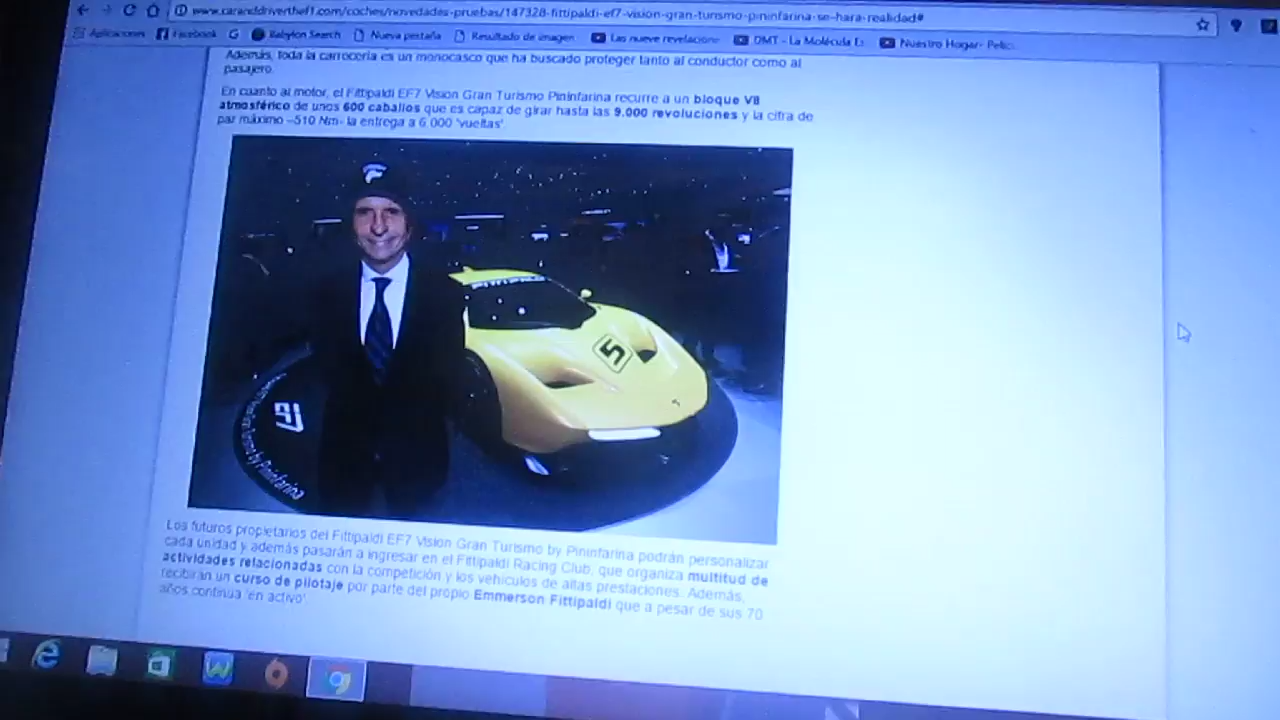 www.caranddriverthef1.com/coches/novedades-pruebas/147328-fittipaldi-ef7-vision-gran-turismo-pininfarina-se-hara-realidad#
Aplicaciones Facebook G Babylon Search Nueva pestaña Resultado de imagen Las nueve revelacione DMT - La Molécula Es Nuestro Hogar- Pelic
Además, toda la carrocería es un monocasco que ha buscado proteger tanto al conductor como al
pasajero.
En cuanto al motor, el Fittipaldi EF7 Vision Gran Turismo Pininfarina recurre a un bloque V8
atmosférico de unos 600 caballos que es capaz de girar hasta las 9.000 revoluciones y la cifra de
par máximo –510 Nm- la entrega a 6.000 'vueltas'.
F
5
by Pininfarina
Los futuros propietarios del Fittipaldi EF7 Vision Gran Turismo by Pininfarina podrán personalizar
cada unidad y además pasarán a ingresar en el Fittipaldi Racing Club, que organiza multitud de
actividades relacionadas con la competición y los vehículos de altas prestaciones. Además,
recibirán un curso de pilotaje por parte del propio Emmerson Fittipaldi que a pesar de sus 70
años continua 'en activo'.